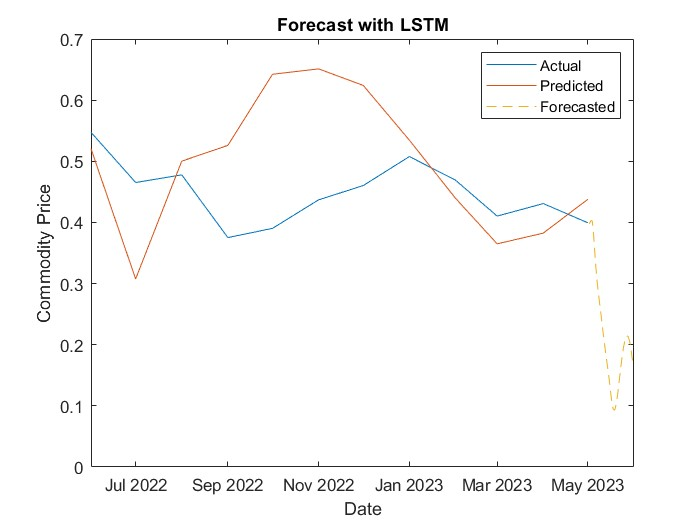 Forecast with LSTM
0.7
0.6
0.5
0.4
0.3
0.2
0.1
0
Commodity Price
Actual
Predicted
Forecasted
Jul 2022 Sep 2022 Nov 2022 Jan 2023 Mar 2023 May 2023
Date